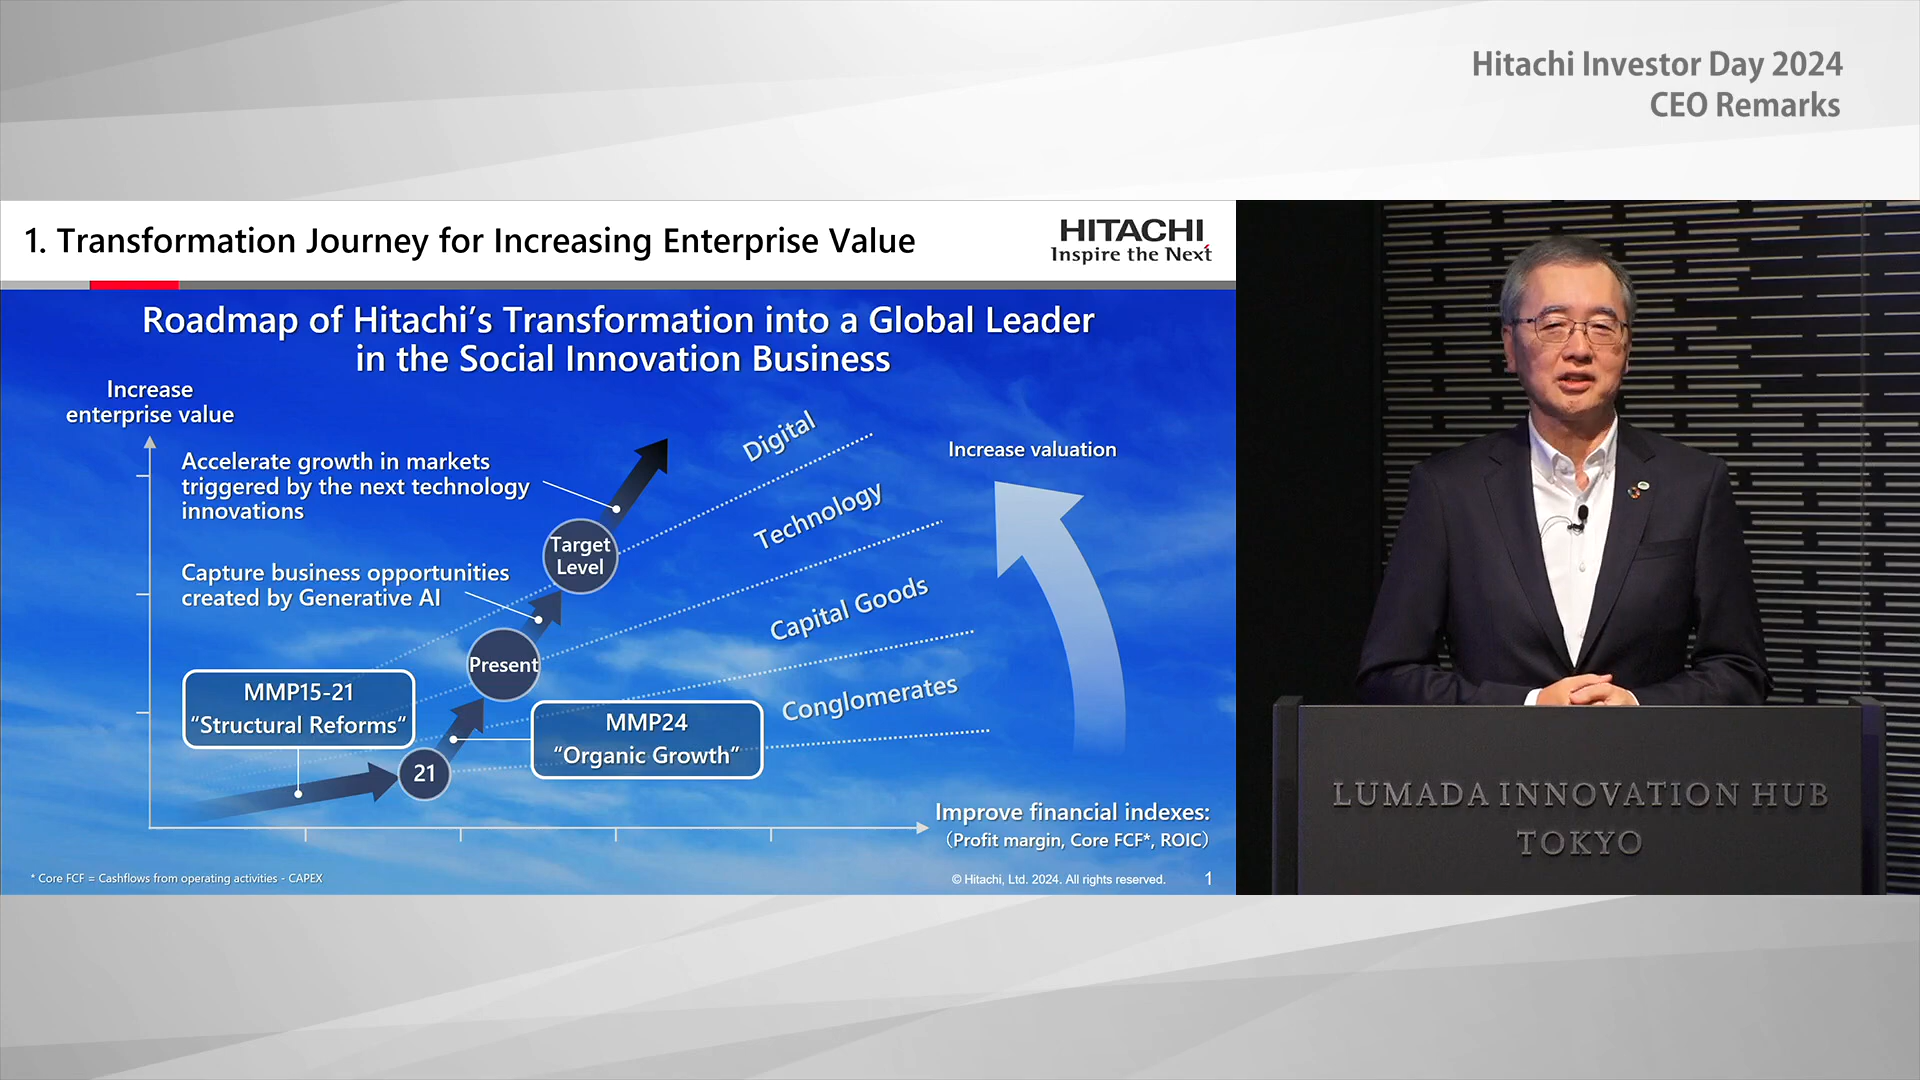 Hitachi Investor Day 2024
CEO Remarks
1. Transformation Journey for Increasing Enterprise Value
HITACHI
Inspire the Next
Roadmap of Hitachi's Transformation into a Global Leader
in the Social Innovation Business
Increase
enterprise value
Accelerate growth in markets
triggered by the next technology
innovations
Capture business opportunities
created by Generative AI
MMP15-21
“Structural Reforms“
21
Present
Target
Level
MMP24
“Organic Growth”
Digital
Technology
Capital Goods
Conglomerates
Increase valuation
Improve financial indexes:
(Profit margin, Core FCF*, ROIC)
* Core FCF = Cashflows from operating activities - CAPEX
© Hitachi, Ltd. 2024. All rights reserved.
1
LUMADA INNOVATION HUB
TOKYO